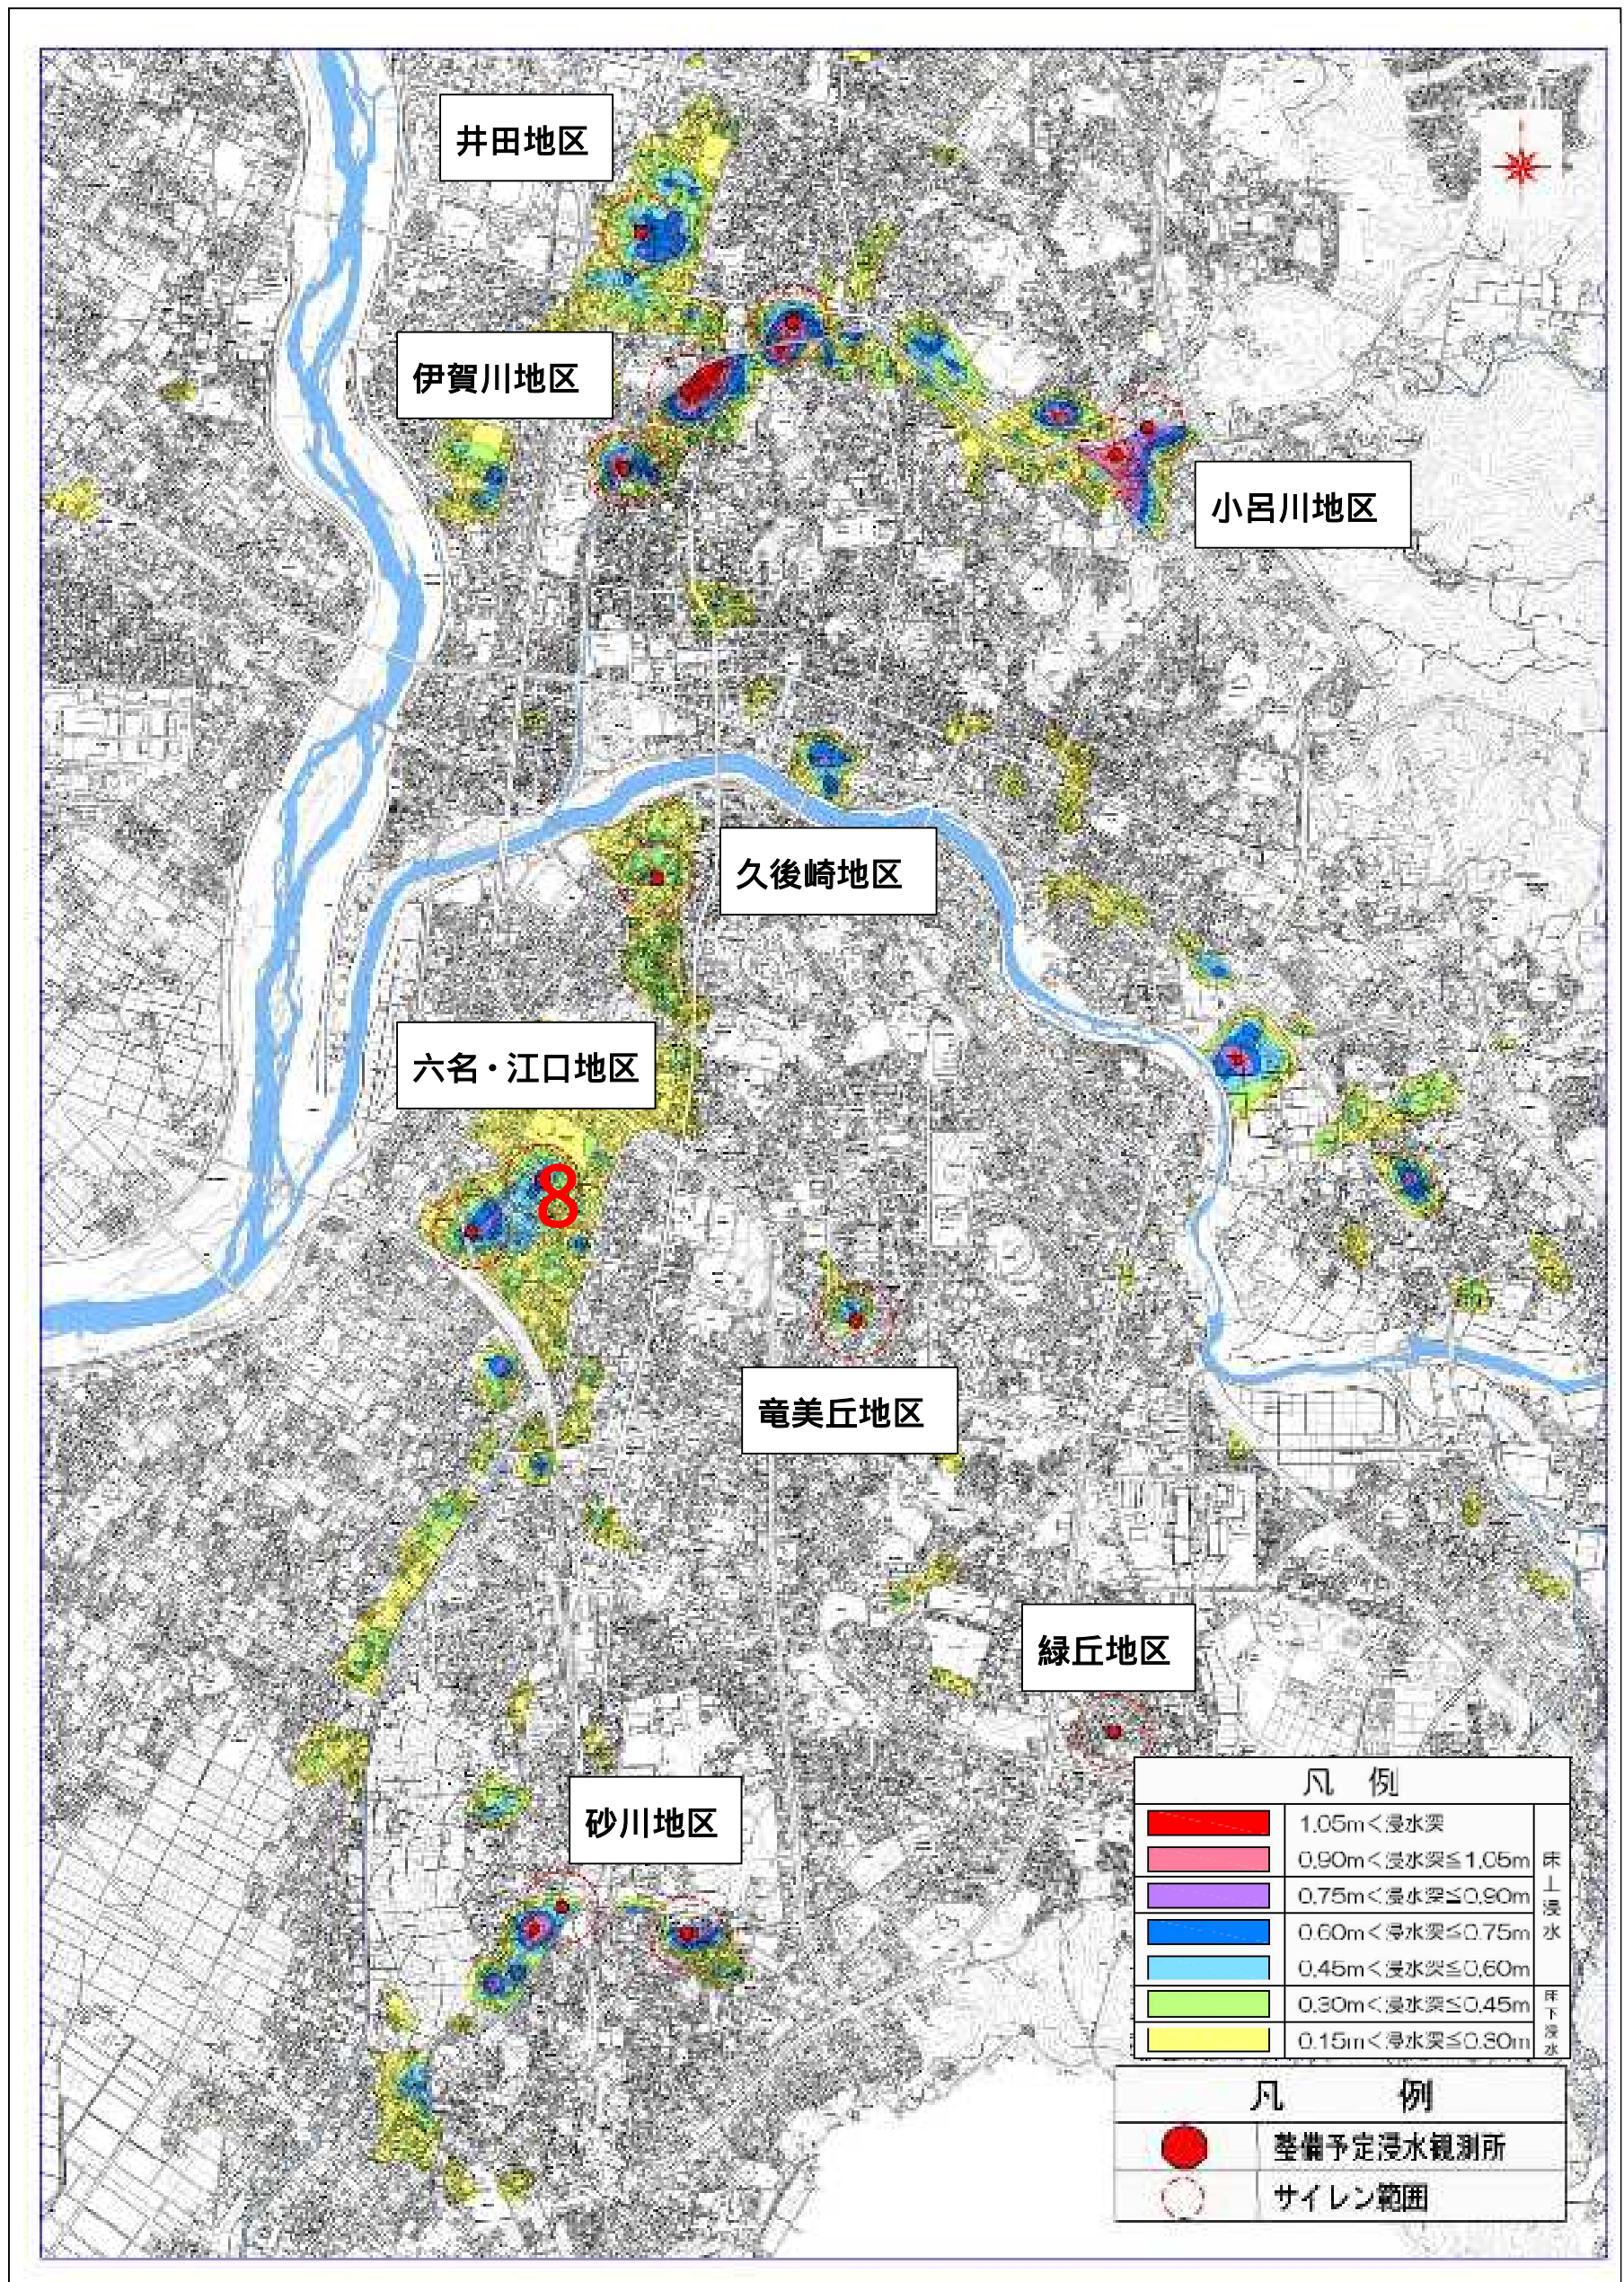 井田地区
伊賀川地区
小呂川地区
久後崎地区
六名・江口地区
8
竜美丘地区
緑丘地区
砂川地区
凡 例
1.05m<浸水深
0.90m<浸水深≦1.05m
0.75m<浸水深≦0.90m
0.60m<浸水深≦0.75m
0.45m<浸水深≦0.60m
床上浸水
0.30m<浸水深≦0.45m
0.15m<浸水深≦0.30m
床下浸水
凡 例
整備予定浸水観測所
サイレン範囲